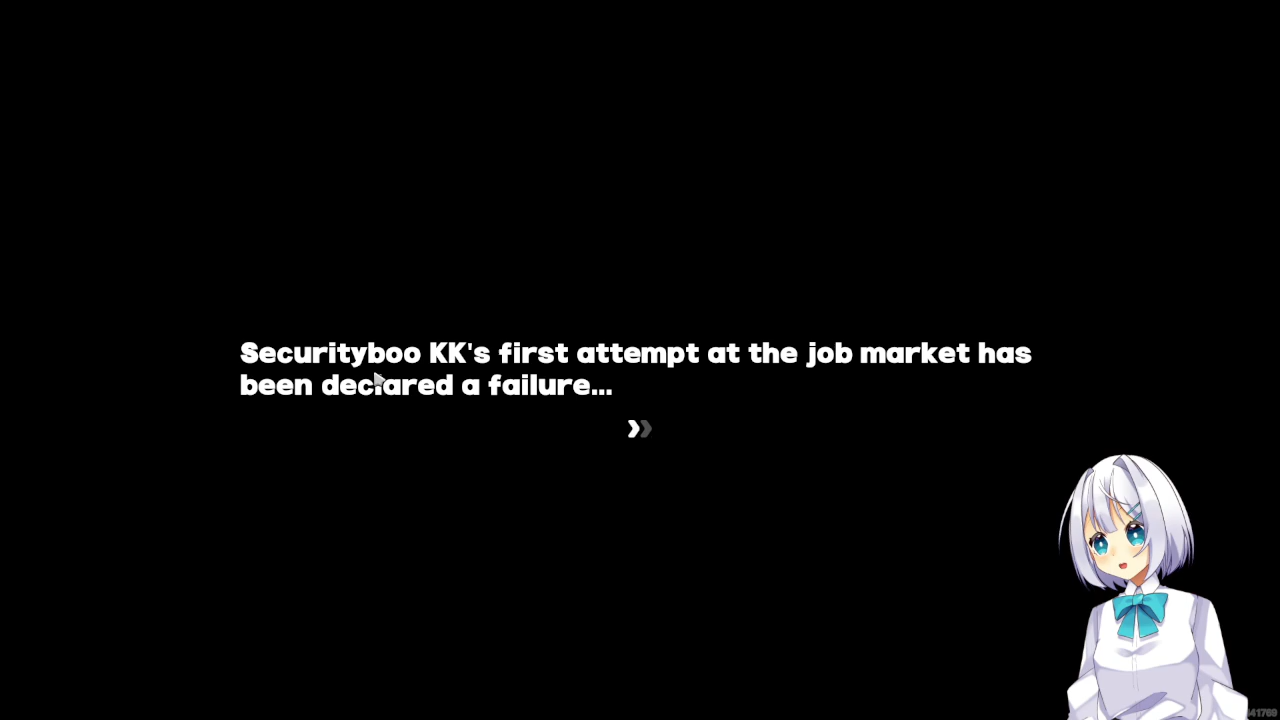 Securityboo KK's first attempt at the job market has
been declared a failure...